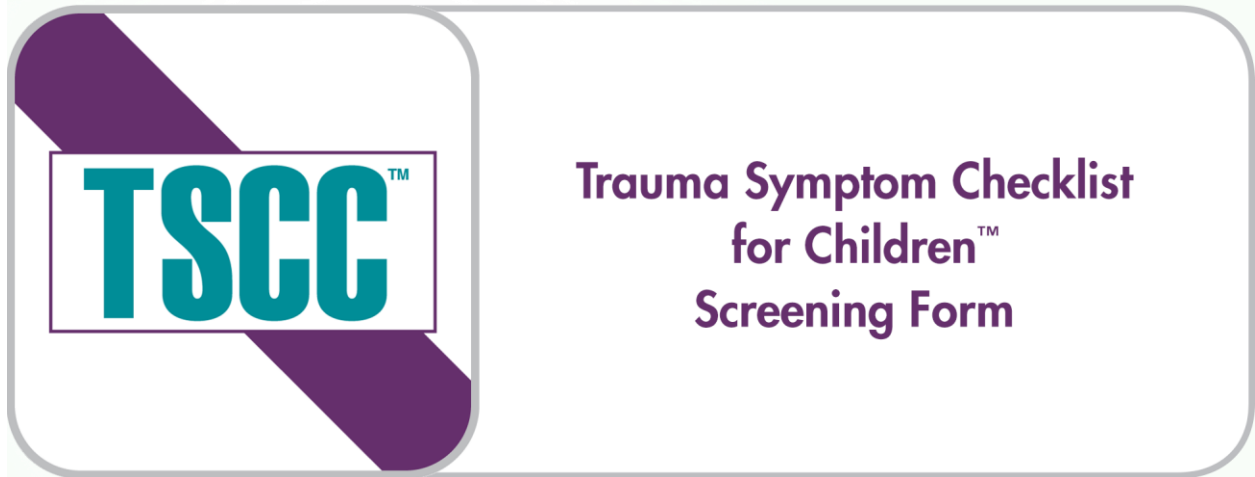 TSCC™
Trauma Symptom Checklist
for Children™
Screening Form